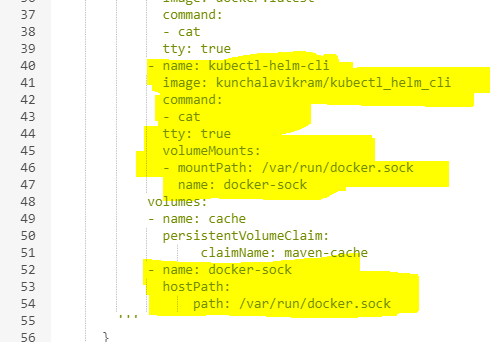 image: docker:latest
37 command:
38 - cat
39 tty: true
40 - name: kubectl-helm-cli
41 image: kunchalavikram/kubectl_helm_cli
42 command:
43 - cat
44 tty: true
45 volumeMounts:
46 - mountPath: /var/run/docker.sock
47 name: docker-sock
48 volumes:
49 - name: cache
50 persistentVolumeClaim:
51 claimName: maven-cache
52 - name: docker-sock
53 hostPath:
54 path: /var/run/docker.sock
55 '''
56 }